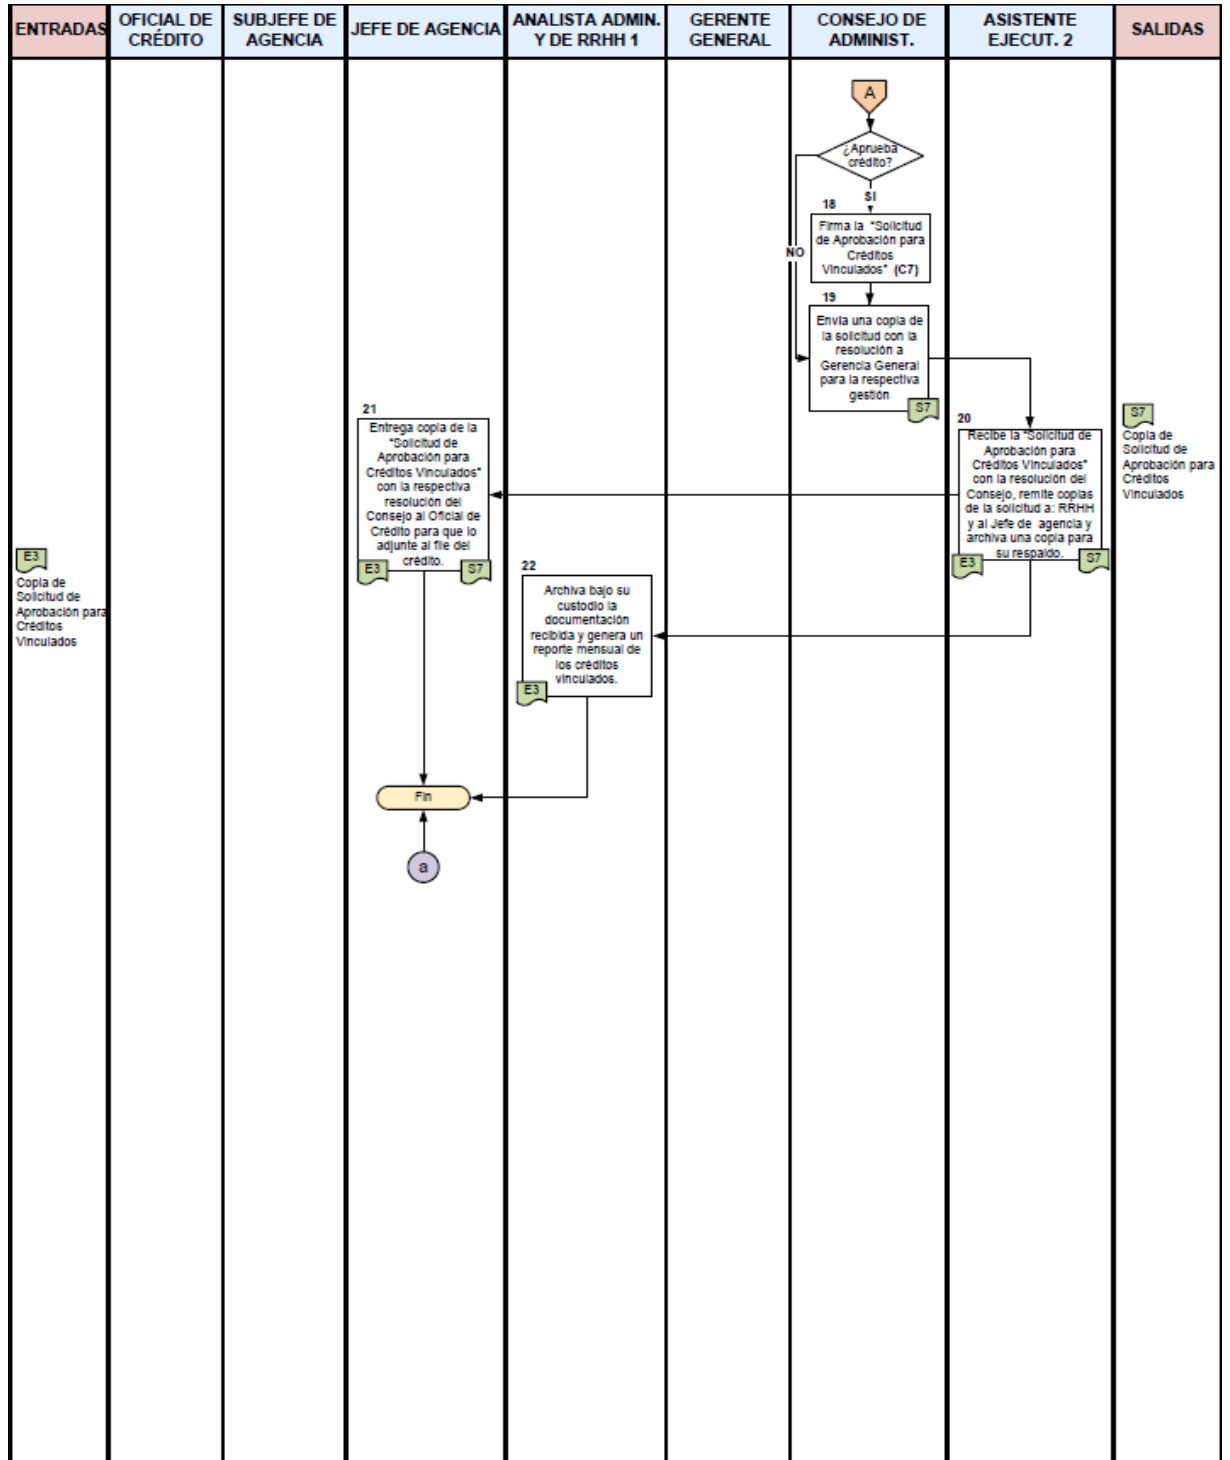 ENTRADAS
OFICIAL DE
CRÉDITO
SUBJEFE DE
AGENCIA
JEFE DE AGENCIA
ANALISTA ADMIN.
Y DE RRHH 1
GERENTE
GENERAL
CONSEJO DE
ADMINIST.
ASISTENTE
EJECUT. 2
SALIDAS
A
¿Aprueba
crédito?
SI
NO
18
Firma la "Solicitud
de Aprobación para
Créditos
Vinculados" (C7)
19
Envía una copia de
la solicitud con la
resolución a
Gerencia General
para la respectiva
gestión
S7
20
Recibe la "Solicitud de
Aprobación para
Créditos Vinculados"
con la resolución del
Consejo, remite copias
de la solicitud a: RRHH
y al Jefe de agencia y
archiva una copia para
su respaldo.
E3
S7
S7
Copia de
Solicitud de
Aprobación para
Créditos
Vinculados
21
Entrega copia de la
"Solicitud de
Aprobación para
Créditos Vinculados"
con la respectiva
resolución del
Consejo al Oficial de
Crédito para que lo
adjunte al file del
crédito.
E3
S7
E3
Copia de
Solicitud de
Aprobación para
Créditos
Vinculados
22
Archiva bajo su
custodio la
documentación
recibida y genera un
reporte mensual de
los créditos
vinculados.
E3
Fin
a